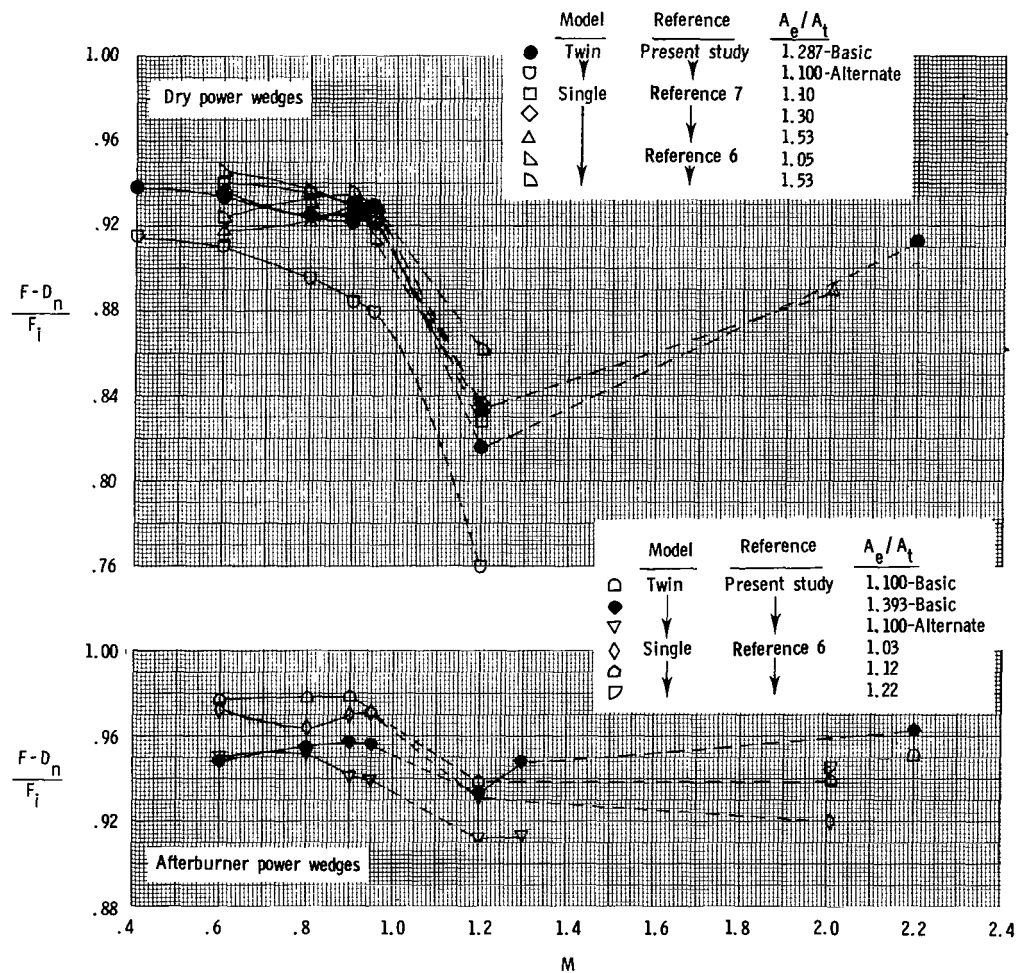 Model Reference A_e/A_t
Twin Present study 1.287-Basic
1.100-Alternate
Single Reference 7 1.10
1.30
1.53
Reference 6 1.05
1.53
1.00
.96
.92
.88
.84
.80
.76
Dry power wedges
F-D_n
F_i
Model Reference A_e/A_t
Twin Present study 1.100-Basic
1.393-Basic
1.100-Alternate
Single Reference 6 1.03
1.12
1.22
1.00
.96
.92
.88
F-D_n
F_i
Afterburner power wedges
.4 .6 .8 1.0 1.2 1.4 1.6 1.8 2.0 2.2 2.4
M